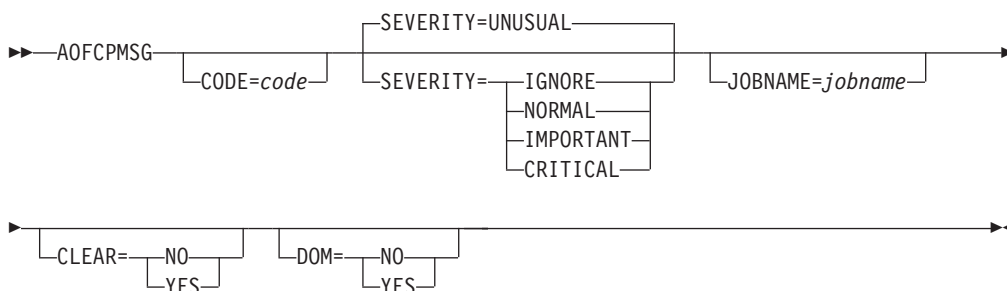 SEVERITY=UNUSUAL
AOFCPMSG
CODE=code SEVERITY= IGNORE JOBNAME=jobname
NORMAL
IMPORTANT
CRITICAL
CLEAR= NO DOM= NO
YES YES